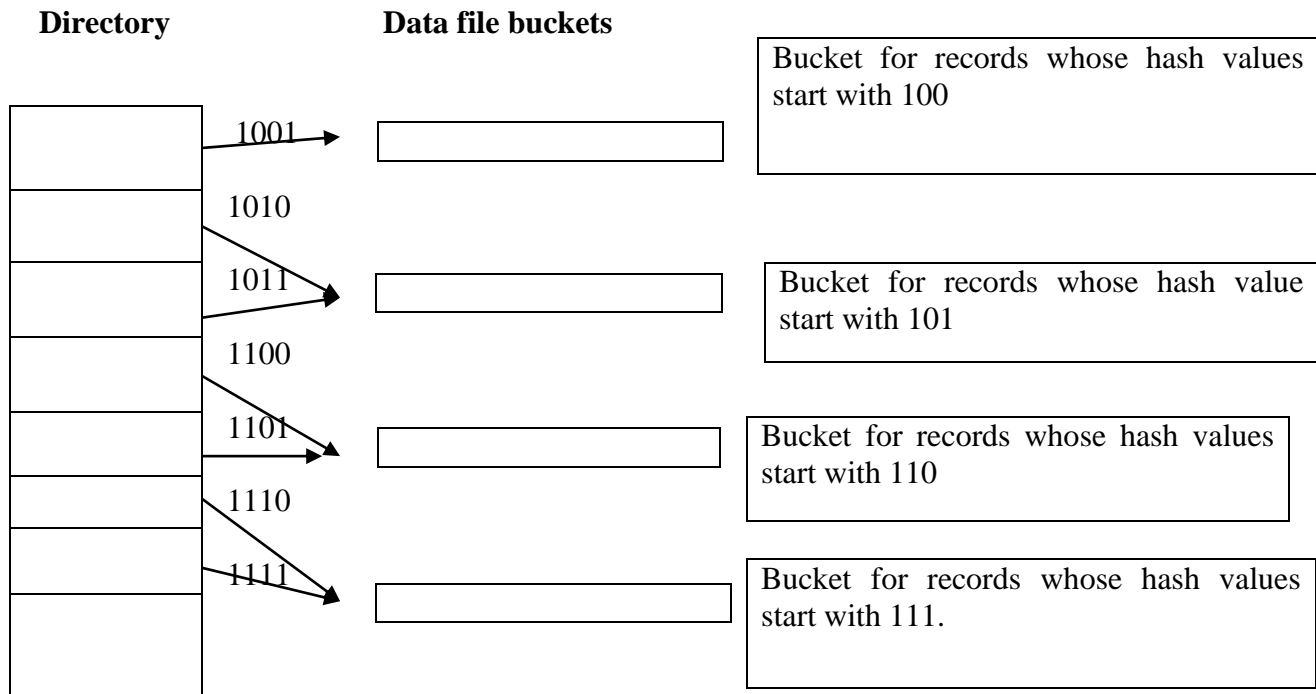 Directory
Data file buckets
Bucket for records whose hash values
start with 100
1001
1010
1011
Bucket for records whose hash value
start with 101
1100
1101
Bucket for records whose hash values
start with 110
1110
1111
Bucket for records whose hash values
start with 111.